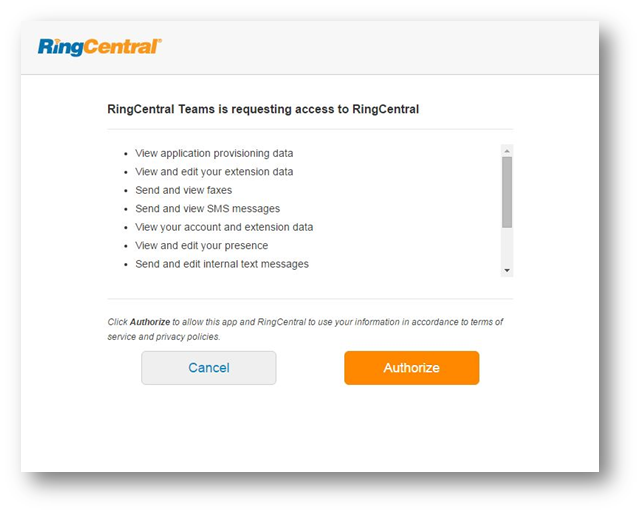 RingCentral®
RingCentral Teams is requesting access to RingCentral
• View application provisioning data
• View and edit your extension data
• Send and view faxes
• Send and view SMS messages
• View your account and extension data
• View and edit your presence
• Send and edit internal text messages
Click Authorize to allow this app and RingCentral to use your information in accordance to terms of
service and privacy policies.
Cancel
Authorize